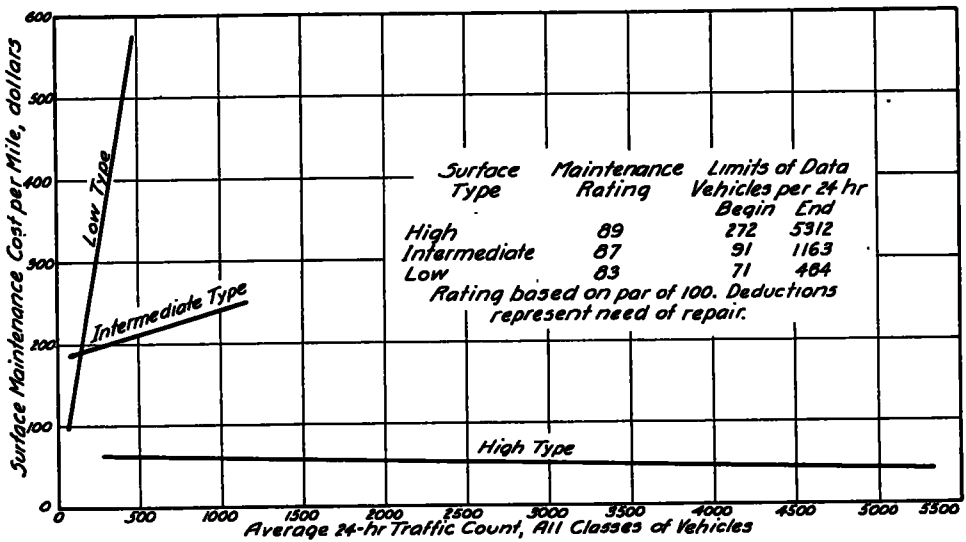 Surface Maintenance Cost per Mile, dollars
600
500
400
300
200
100
0
Low Type
Intermediate Type
High Type
Surface Type
Maintenance Rating
Limits of Data
Vehicles per 24 hr
Begin End
High 89 272 5312
Intermediate 87 91 1163
Low 83 71 464
Rating based on par of 100. Deductions
represent need of repair.
0 500 1000 1500 2000 2500 3000 3500 4000 4500 5000 5500
Average 24-hr Traffic Count, All Classes of Vehicles